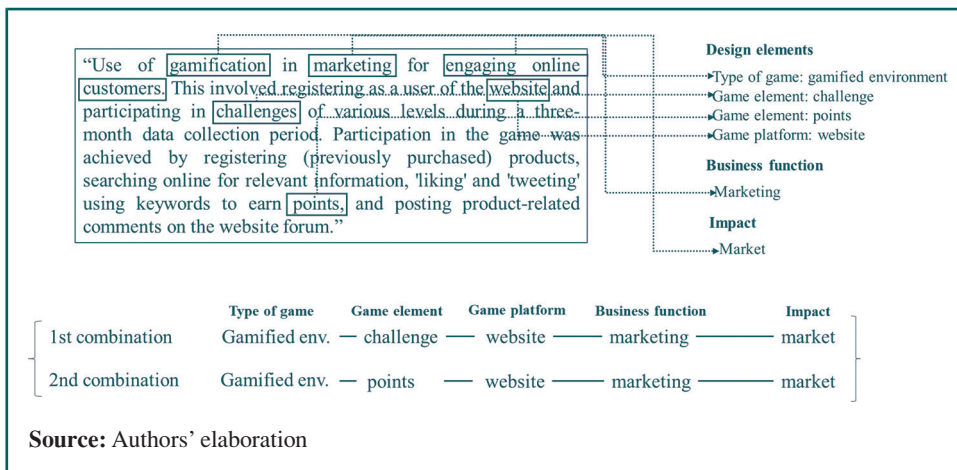 “Use of gamification in marketing for engaging online
customers. This involved registering as a user of the website and
participating in challenges of various levels during a three-
month data collection period. Participation in the game was
achieved by registering (previously purchased) products,
searching online for relevant information, 'liking' and 'tweeting'
using keywords to earn points, and posting product-related
comments on the website forum.”
Design elements
Type of game: gamified environment
Game element: challenge
Game element: points
Game platform: website
Business function
Marketing
Impact
Market
Type of game Game element Game platform Business function Impact
1st combination Gamified env. challenge website marketing market
2nd combination Gamified env. points website marketing market
Source: Authors’ elaboration